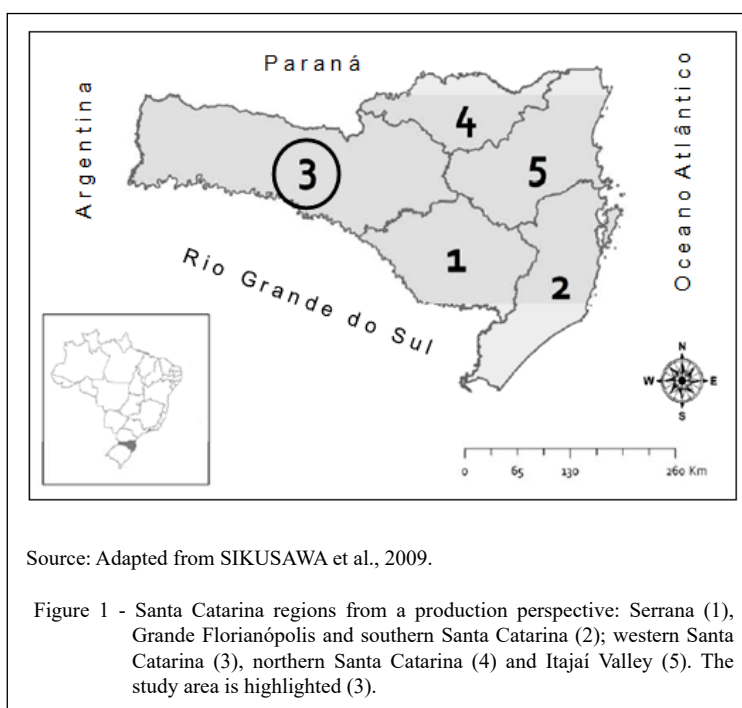 Paraná
Argentina
Oceano Atlântico
4
3
5
1
2
Rio Grande do Sul
N
W E
S
0 65 130 260 Km
Source: Adapted from SIKUSAWA et al., 2009.
Figure 1 - Santa Catarina regions from a production perspective: Serrana (1),
Grande Florianópolis and southern Santa Catarina (2); western Santa
Catarina (3), northern Santa Catarina (4) and Itajaí Valley (5). The
study area is highlighted (3).